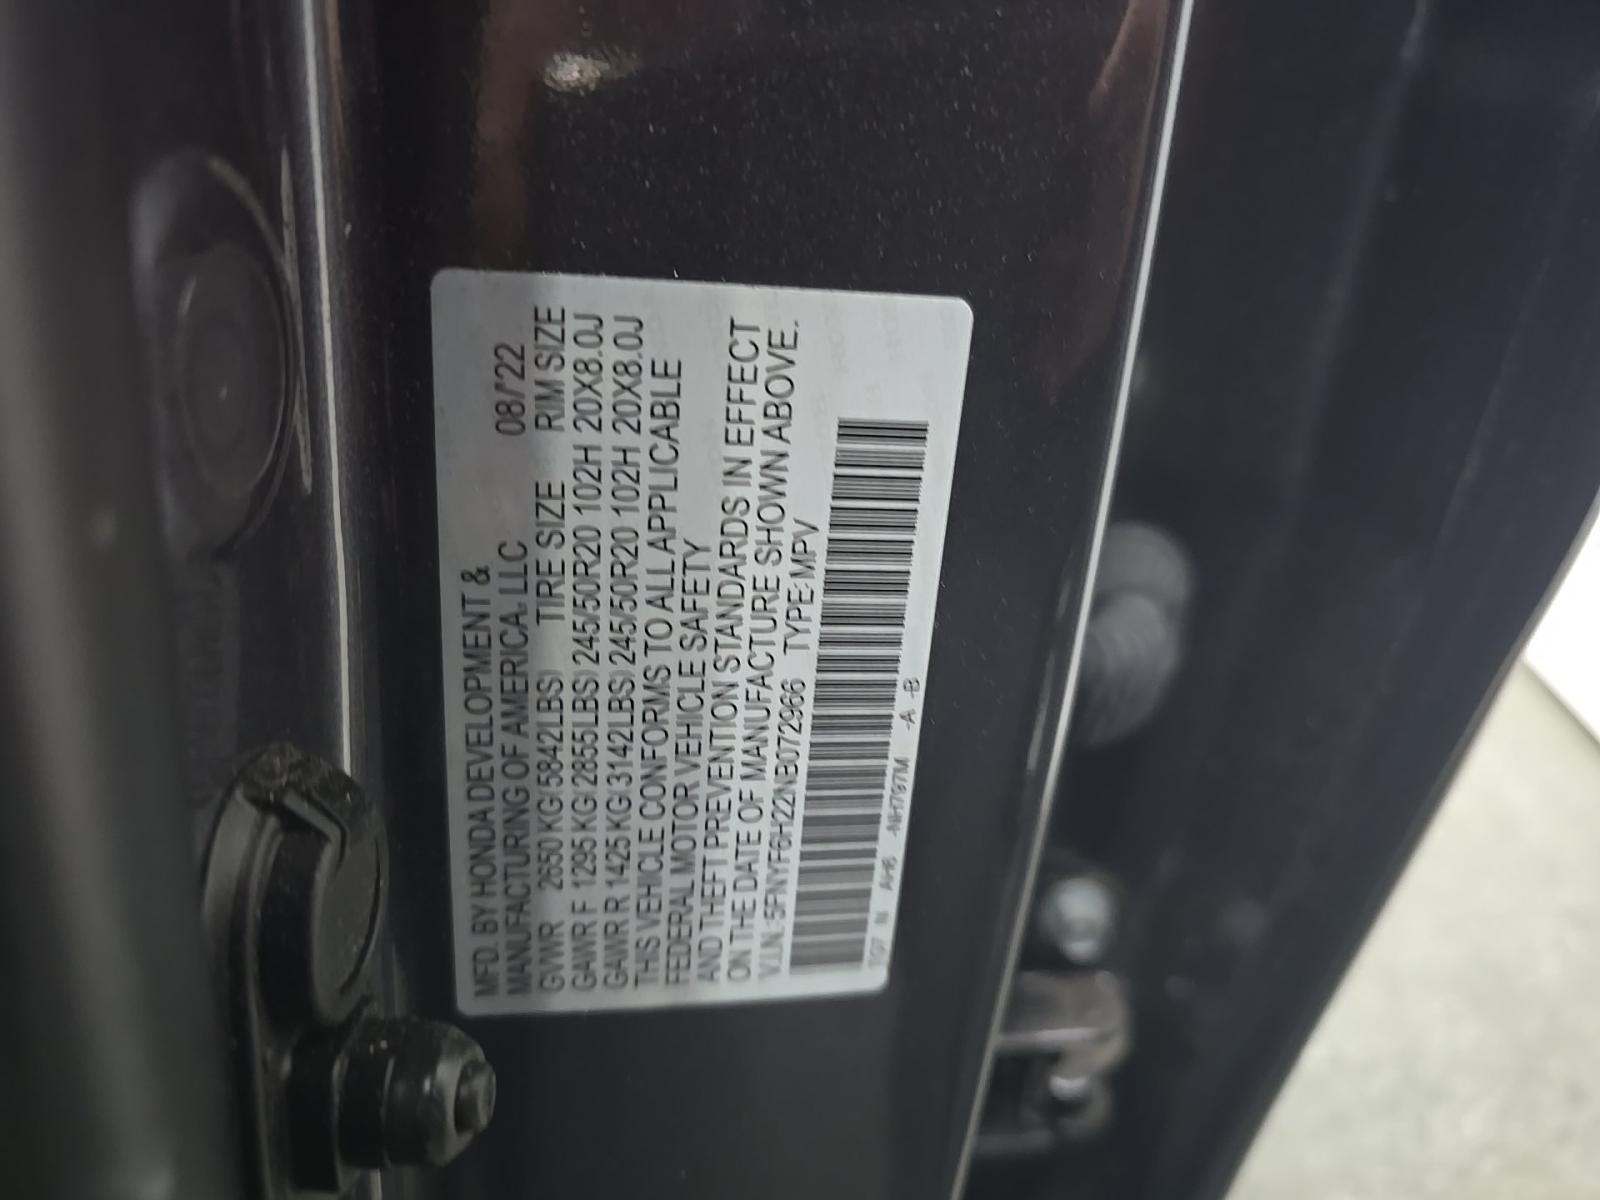 MFD. BY HONDA DEVELOPMENT &
MANUFACTURING OF AMERICA, LLC 08/'22
GVWR 2650 KG(5842LBS) TIRE SIZE RIM SIZE
GAWR F 1295 KG(2855LBS) 245/50R20 102H 20X8.0J
GAWR R 1425 KG(3142LBS) 245/50R20 102H 20X8.0J
THIS VEHICLE CONFORMS TO ALL APPLICABLE
FEDERAL MOTOR VEHICLE SAFETY
AND THEFT PREVENTION STANDARDS IN EFFECT
ON THE DATE OF MANUFACTURE SHOWN ABOVE.
V.I.N.:5FNYF6H22NB072966 TYPE:MPV
NH797M -A -B